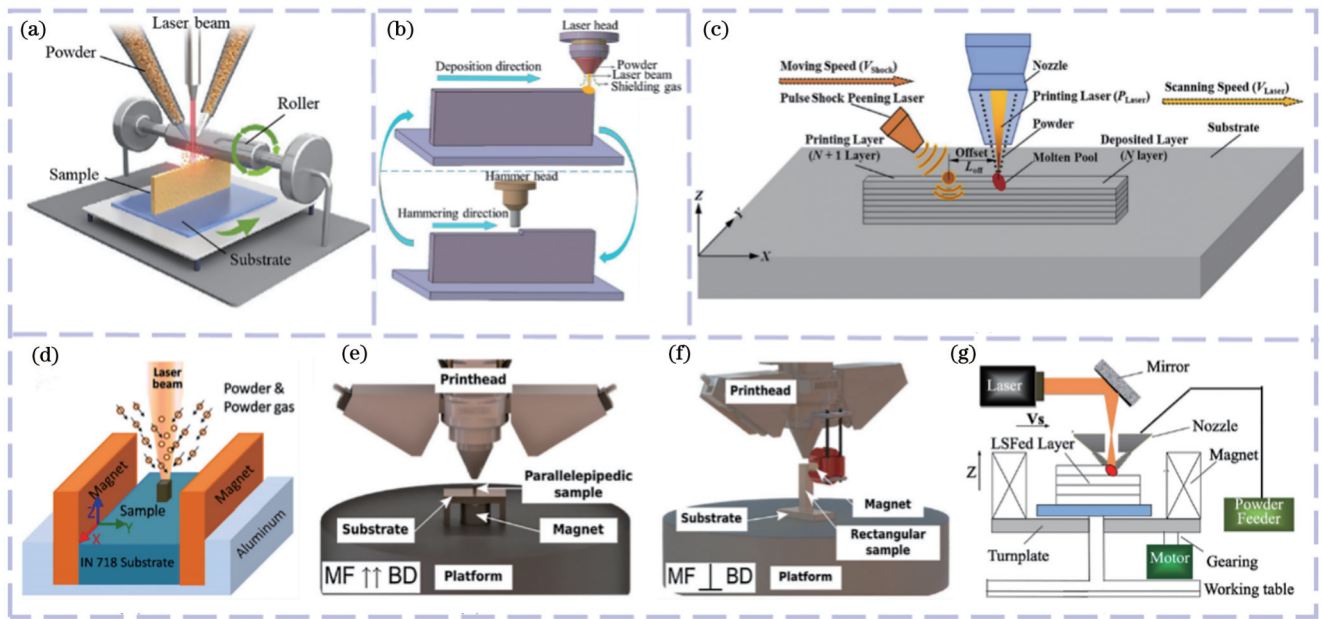 (a)
Laser beam
Powder
Roller
Sample
Substrate
(b)
Laser head
Deposition direction
Powder
Laser beam
Shielding gas
Hammer head
Hammering direction
(c)
Moving Speed (VShock)
Pulse Shock Peening Laser
Nozzle
Printing Laser (PLaser)
Scanning Speed (VLaser)
Powder
Substrate
Printing Layer
(N + 1 Layer)
Offset
Loff
Molten Pool
Deposited Layer
(N layer)
Z
Y
X
(d)
Laser
beam
Powder &
Powder gas
Magnet
Magnet
Sample
Z
Y
X
IN 718 Substrate
Aluminum
(e)
Printhead
Parallelepipedic
sample
Substrate
Magnet
MF ↑↑ BD
Platform
(f)
Printhead
Magnet
Substrate
Rectangular
sample
MF ⊥ BD
Platform
(g)
Mirror
Laser
Vs
Nozzle
LSFed Layer
Z
Magnet
Powder
Feeder
Turnplate
Motor
Gearing
Working table